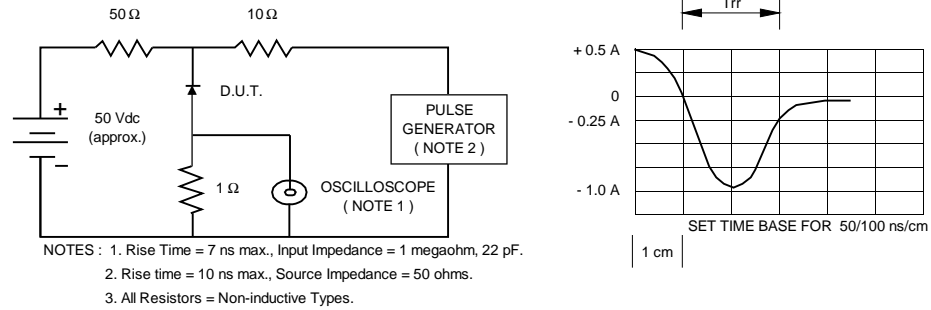 50 Ω
10 Ω
+
50 Vdc
(approx.)
−
D.U.T.
1 Ω
PULSE
GENERATOR
( NOTE 2 )
OSCILLOSCOPE
( NOTE 1 )
NOTES : 1. Rise Time = 7 ns max., Input Impedance = 1 megaohm, 22 pF.
2. Rise time = 10 ns max., Source Impedance = 50 ohms.
3. All Resistors = Non-inductive Types.
Trr
+ 0.5 A
0
- 0.25 A
- 1.0 A
SET TIME BASE FOR 50/100 ns/cm
1 cm